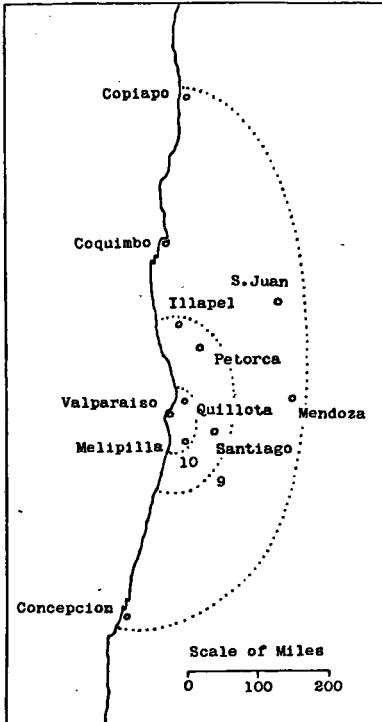 Copiapo
Coquimbo
S.Juan
Illapel
Petorca
Valparaiso
Quillota
Mendoza
Melipilla
Santiago
10
9
Concepcion
Scale of Miles
0 100 200